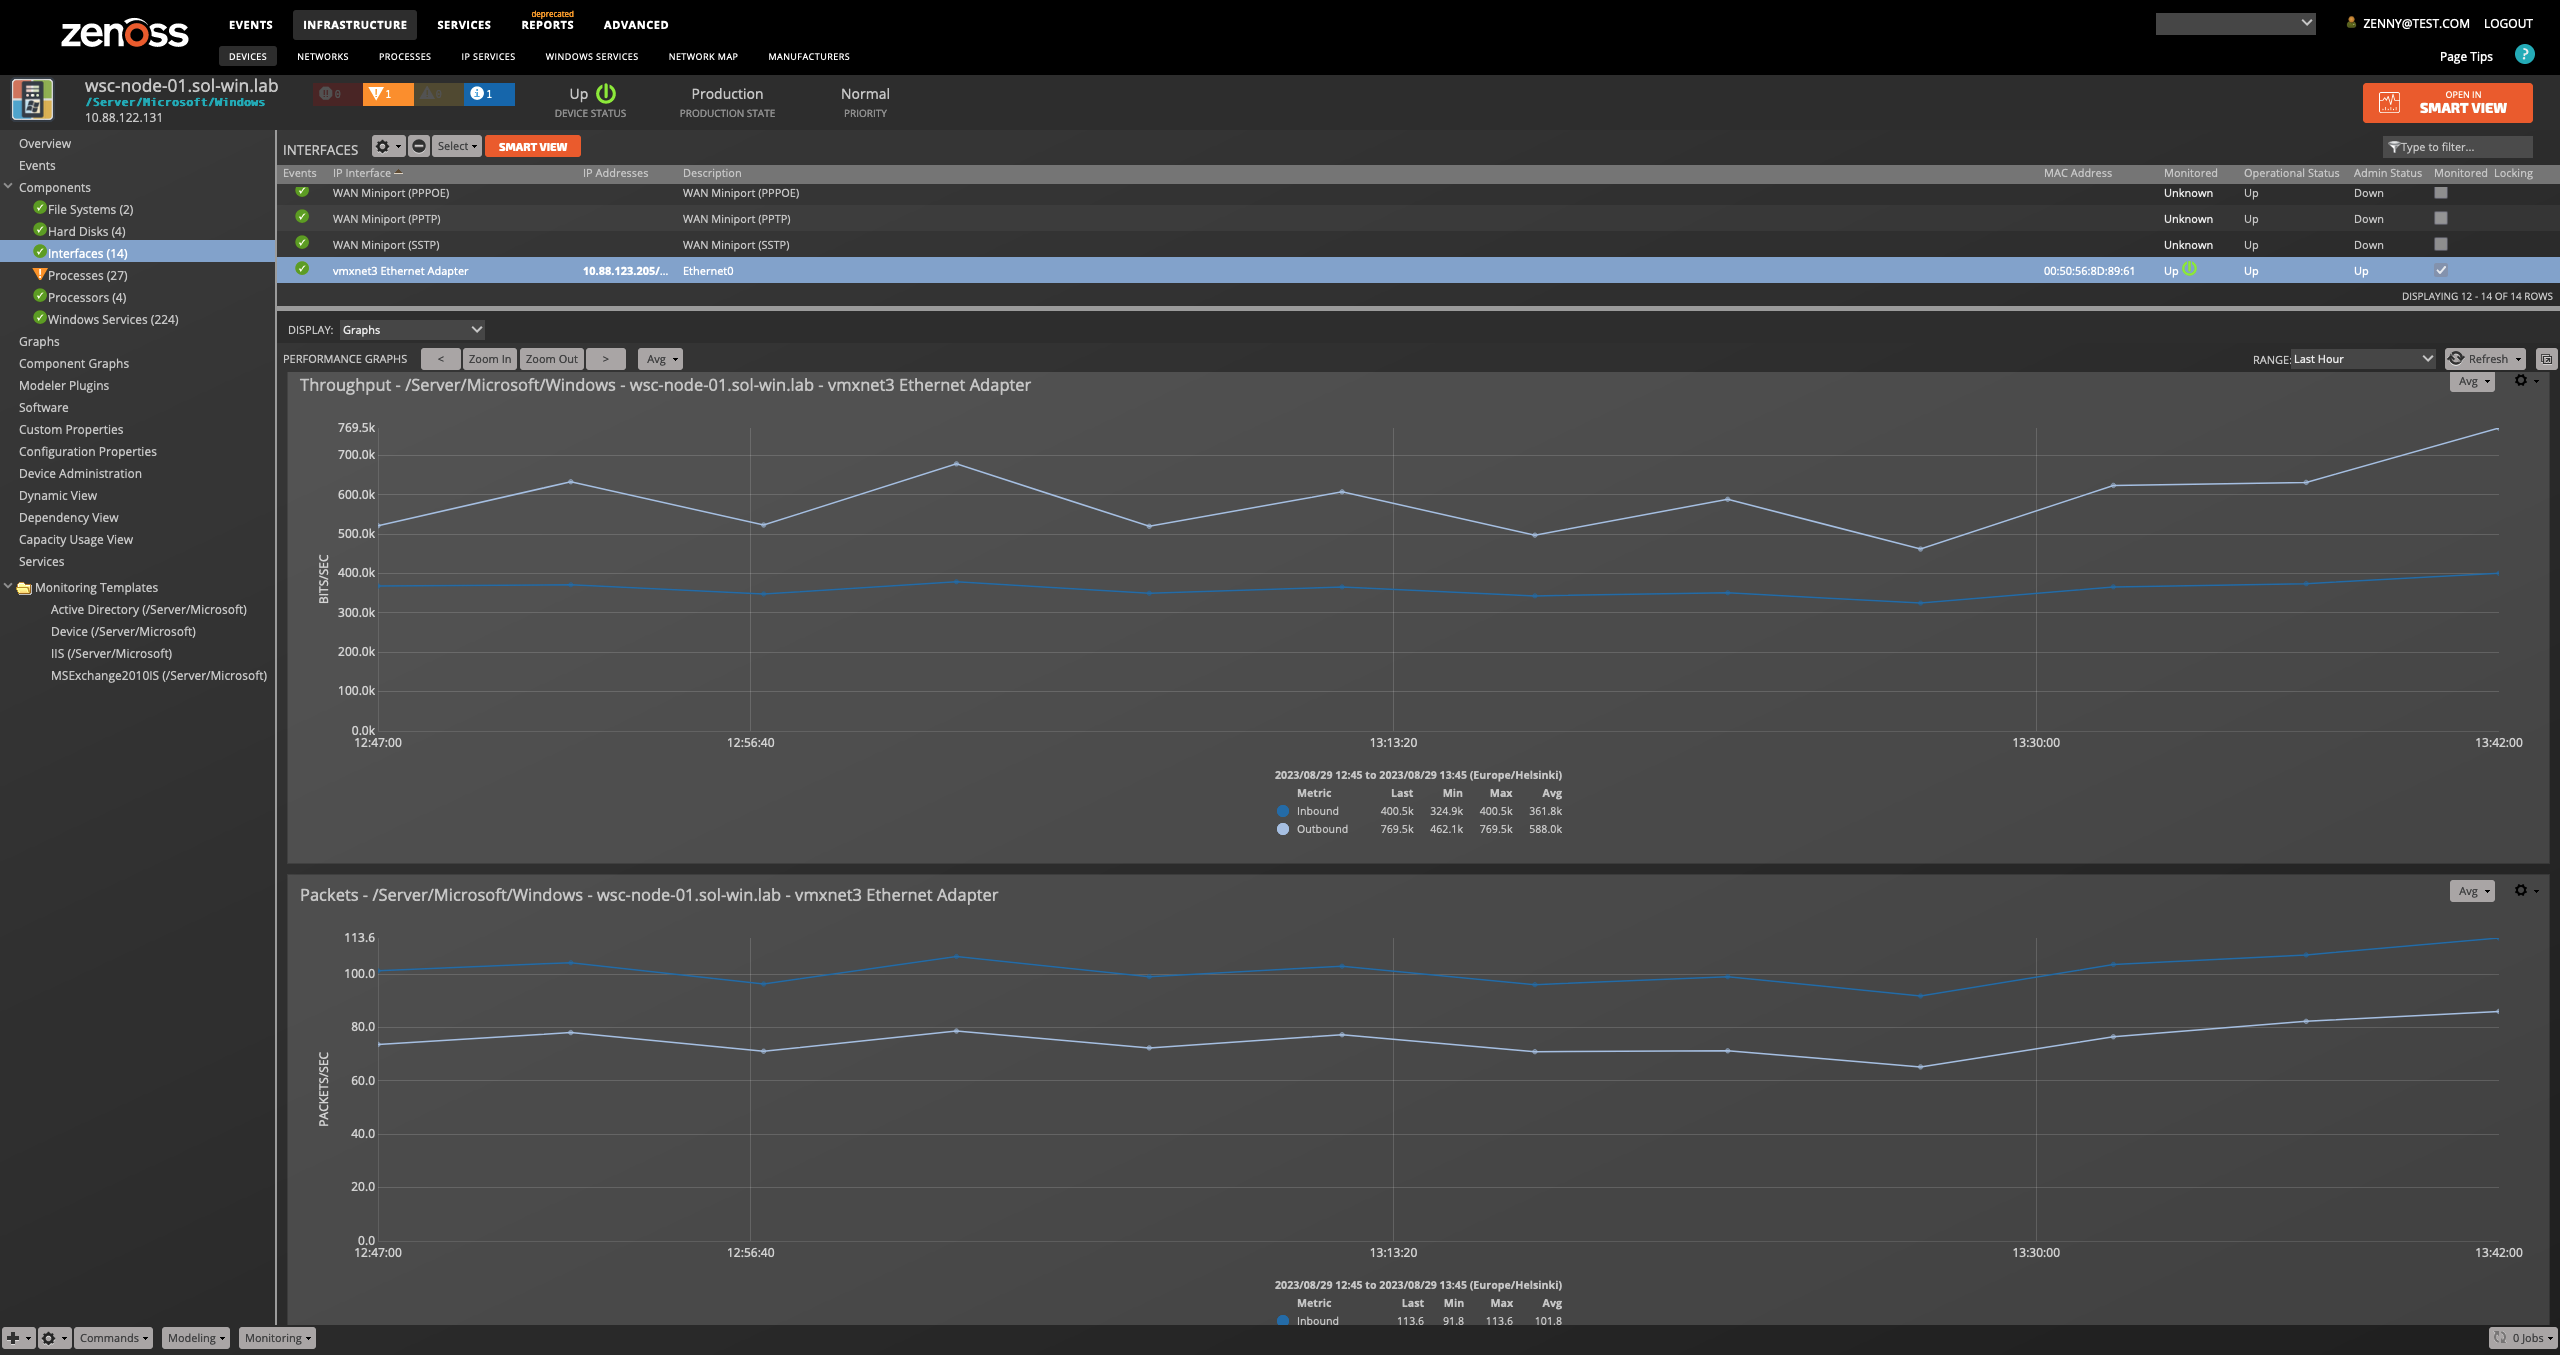 zenoss
EVENTS INFRASTRUCTURE SERVICES deprecated REPORTS ADVANCED
ZENNY@TEST.COM LOGOUT
DEVICES NETWORKS PROCESSES IP SERVICES WINDOWS SERVICES NETWORK MAP MANUFACTURERS
Page Tips ?
wsc-node-01.sol-win.lab
/Server/Microsoft/Windows
10.88.122.131
0 1 0 1
Up Production Normal
DEVICE STATUS PRODUCTION STATE PRIORITY
OPEN IN
SMART VIEW
Overview
Events
Components
File Systems (2)
Hard Disks (4)
Interfaces (14)
Processes (27)
Processors (4)
Windows Services (224)
Graphs
Component Graphs
Modeler Plugins
Software
Custom Properties
Configuration Properties
Device Administration
Dynamic View
Dependency View
Capacity Usage View
Services
Monitoring Templates
Active Directory (/Server/Microsoft)
Device (/Server/Microsoft)
IIS (/Server/Microsoft)
MSExchange2010IS (/Server/Microsoft)
INTERFACES Select SMART VIEW Type to filter...
Events IP Interface IP Addresses Description MAC Address Monitored Operational Status Admin Status Monitored Locking
WAN Miniport (PPPOE) WAN Miniport (PPPOE) Unknown Up Down
WAN Miniport (PPTP) WAN Miniport (PPTP) Unknown Up Down
WAN Miniport (SSTP) WAN Miniport (SSTP) Unknown Up Down
vmxnet3 Ethernet Adapter 10.88.123.205/... Ethernet0 00:50:56:8D:89:61 Up Up Up
DISPLAYING 12 - 14 OF 14 ROWS
DISPLAY: Graphs
PERFORMANCE GRAPHS < Zoom In Zoom Out > Avg RANGE: Last Hour Refresh
Throughput - /Server/Microsoft/Windows - wsc-node-01.sol-win.lab - vmxnet3 Ethernet Adapter Avg
769.5k
700.0k
600.0k
500.0k
400.0k
300.0k
200.0k
100.0k
0.0k
BITS/SEC
12:47:00 12:56:40 13:13:20 13:30:00 13:42:00
2023/08/29 12:45 to 2023/08/29 13:45 (Europe/Helsinki)
Metric Last Min Max Avg
Inbound 400.5k 324.9k 400.5k 361.8k
Outbound 769.5k 462.1k 769.5k 588.0k
Packets - /Server/Microsoft/Windows - wsc-node-01.sol-win.lab - vmxnet3 Ethernet Adapter Avg
113.6
100.0
80.0
60.0
40.0
20.0
0.0
PACKETS/SEC
12:47:00 12:56:40 13:13:20 13:30:00 13:42:00
2023/08/29 12:45 to 2023/08/29 13:45 (Europe/Helsinki)
Metric Last Min Max Avg
Inbound 113.6 91.8 113.6 101.8
Commands Modeling Monitoring 0 Jobs